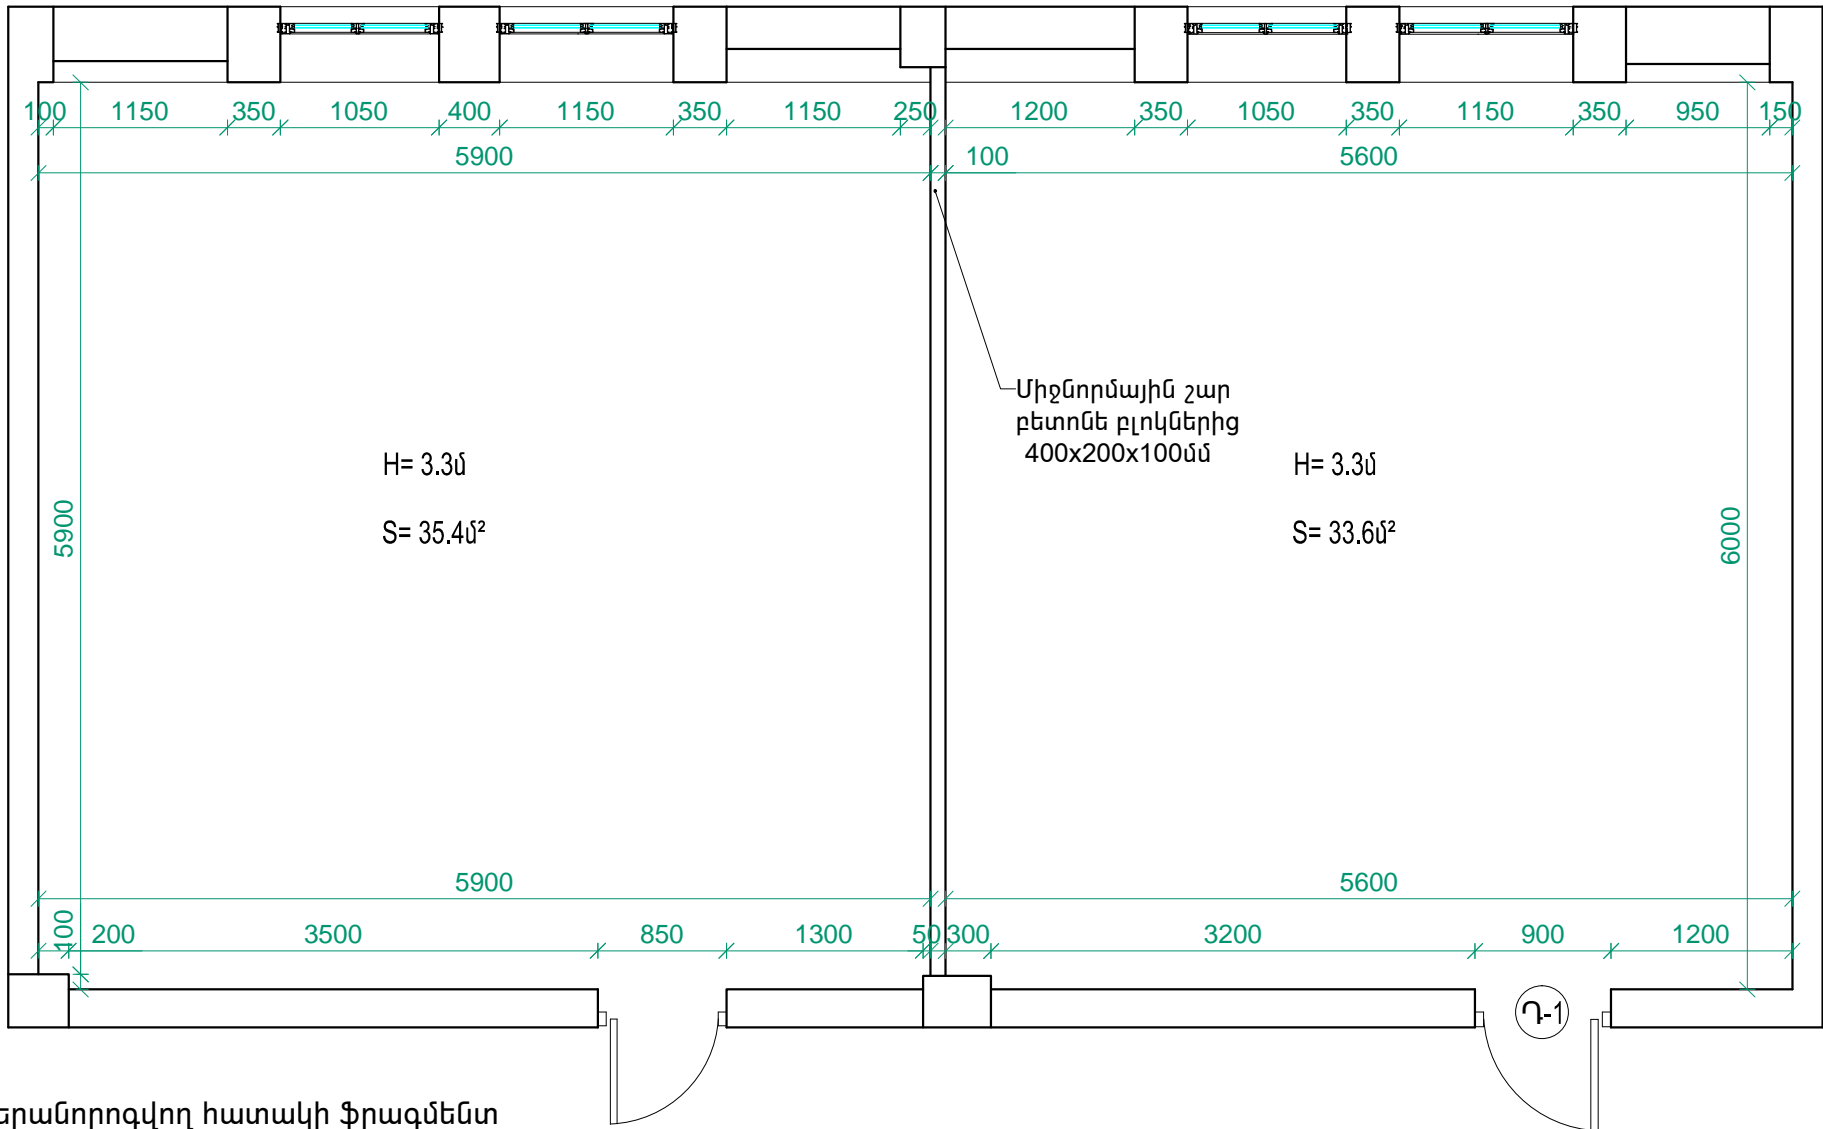 100 1150 350 1050 400 1150 350 1150 250 1200 350 1050 350 1150 350 950 150
5900 100 5600
Միջնորմային շար
բետոնե բլոկներից
400x200x100մմ
H= 3.3մ H= 3.3մ
5900 6000
S= 35.4մ² S= 33.6մ²
5900 5600
100 200 3500 850 1300 50 300 3200 900 1200
Դ-1
երանորոգվող հատակի ֆրագմենտ